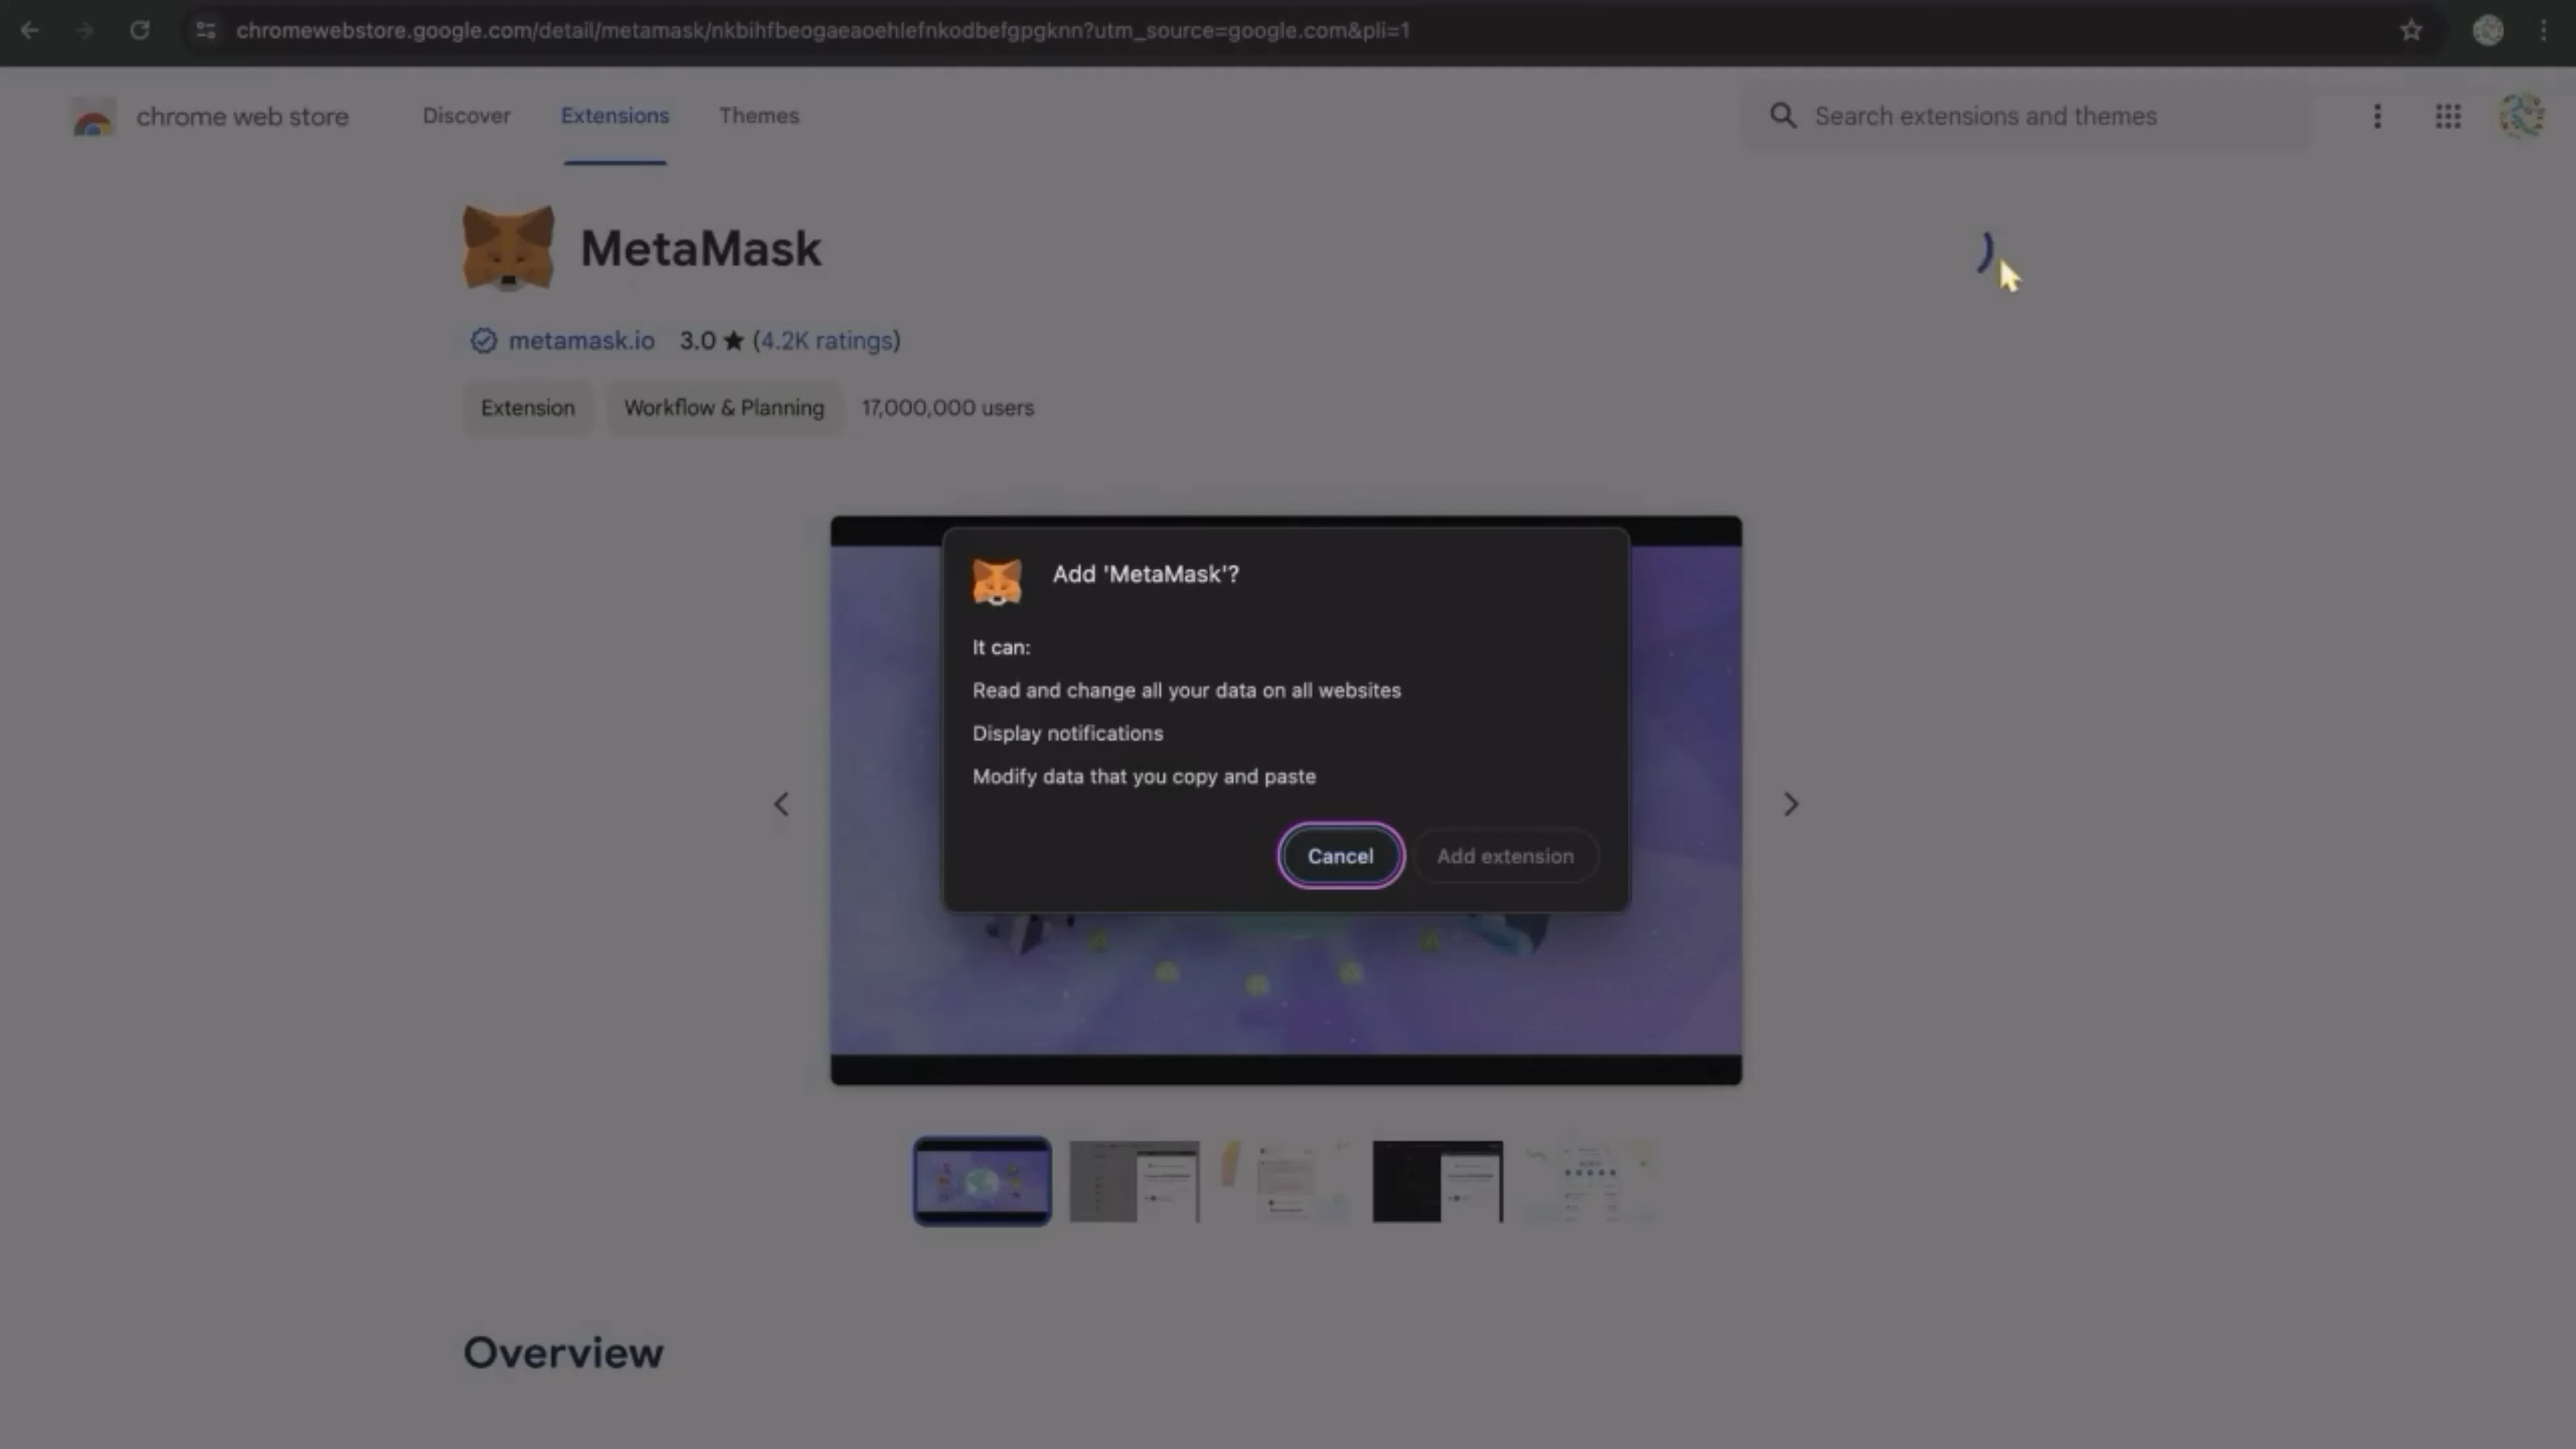 chromewebstore.google.com/detail/metamask/nkbihfbeogaeaoehlefnkodbefgpgknn?utm_source=google.com&pli=1
chrome web store
Discover
Extensions
Themes
Search extensions and themes
MetaMask
metamask.io 3.0 ★ (4.2K ratings)
Extension
Workflow & Planning
17,000,000 users
Add 'MetaMask'?
It can:
Read and change all your data on all websites
Display notifications
Modify data that you copy and paste
Cancel
Add extension
Overview